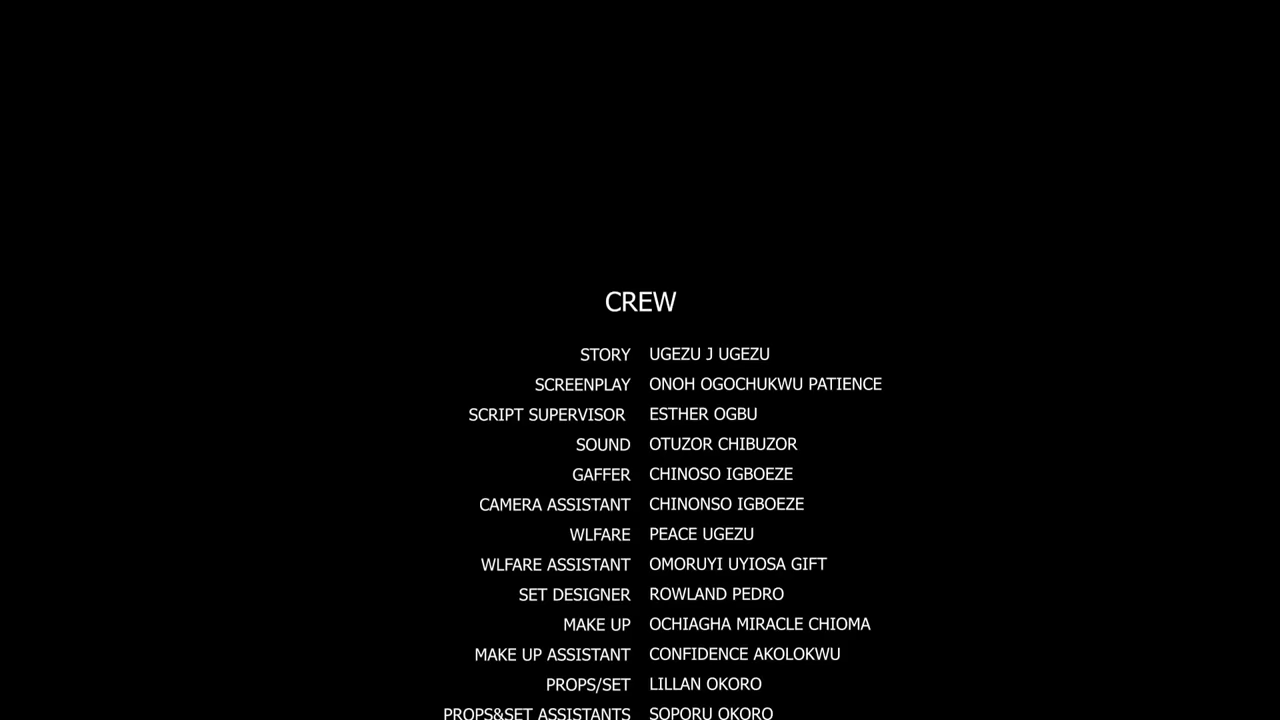 CREW
STORY UGEZU J UGEZU
SCREENPLAY ONOH OGOCHUKWU PATIENCE
SCRIPT SUPERVISOR ESTHER OGBU
SOUND OTUZOR CHIBUZOR
GAFFER CHINOSO IGBOEZE
CAMERA ASSISTANT CHINONSO IGBOEZE
WLFARE PEACE UGEZU
WLFARE ASSISTANT OMORUYI UYIOSA GIFT
SET DESIGNER ROWLAND PEDRO
MAKE UP OCHIAGHA MIRACLE CHIOMA
MAKE UP ASSISTANT CONFIDENCE AKOLOKWU
PROPS/SET LILLAN OKORO
PROPS&SET ASSISTANTS SOPORU OKORO